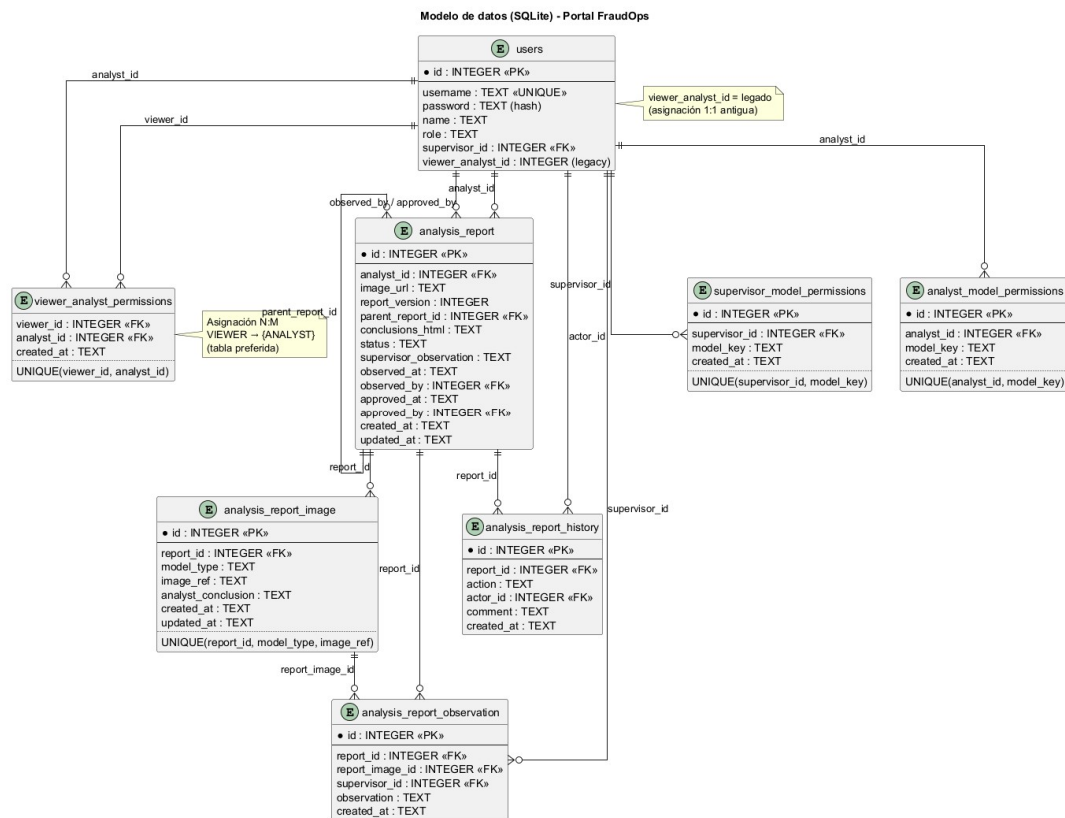 Modelo de datos (SQLite) - Portal FraudOps
E users
● id : INTEGER «PK»
username : TEXT «UNIQUE»
password : TEXT (hash)
name : TEXT
role : TEXT
supervisor_id : INTEGER «FK»
viewer_analyst_id : INTEGER (legacy)
viewer_analyst_id = legado
(asignación 1:1 antigua)
analyst_id
viewer_id
analyst_id
analyst_id
observed_by / approved_by
E analysis_report
● id : INTEGER «PK»
analyst_id : INTEGER «FK»
image_url : TEXT
report_version : INTEGER
parent_report_id : INTEGER «FK»
conclusions_html : TEXT
status : TEXT
supervisor_observation : TEXT
observed_at : TEXT
observed_by : INTEGER «FK»
approved_at : TEXT
approved_by : INTEGER «FK»
created_at : TEXT
updated_at : TEXT
E viewer_analyst_permissions
viewer_id : INTEGER «FK»
analyst_id : INTEGER «FK»
created_at : TEXT
UNIQUE(viewer_id, analyst_id)
Asignación N:M
VIEWER → {ANALYST}
(tabla preferida)
parent_report_id
supervisor_id
actor_id
E supervisor_model_permissions
● id : INTEGER «PK»
supervisor_id : INTEGER «FK»
model_key : TEXT
created_at : TEXT
UNIQUE(supervisor_id, model_key)
E analyst_model_permissions
● id : INTEGER «PK»
analyst_id : INTEGER «FK»
model_key : TEXT
created_at : TEXT
UNIQUE(analyst_id, model_key)
report_id
report_id
supervisor_id
E analysis_report_image
● id : INTEGER «PK»
report_id : INTEGER «FK»
model_type : TEXT
image_ref : TEXT
analyst_conclusion : TEXT
created_at : TEXT
updated_at : TEXT
UNIQUE(report_id, model_type, image_ref)
report_id
E analysis_report_history
● id : INTEGER «PK»
report_id : INTEGER «FK»
action : TEXT
actor_id : INTEGER «FK»
comment : TEXT
created_at : TEXT
report_image_id
E analysis_report_observation
● id : INTEGER «PK»
report_id : INTEGER «FK»
report_image_id : INTEGER «FK»
supervisor_id : INTEGER «FK»
observation : TEXT
created_at : TEXT